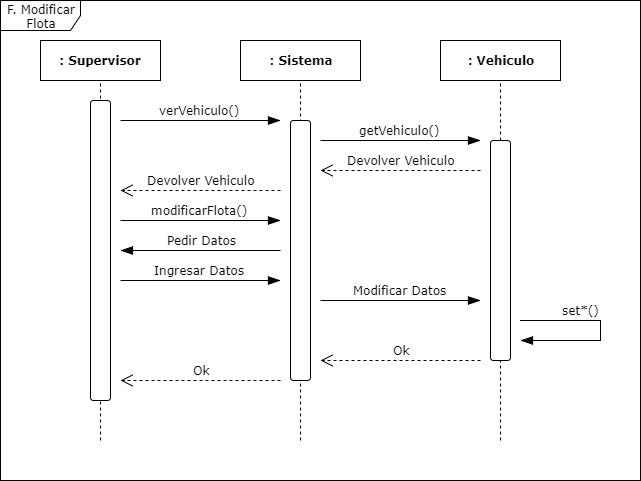 F. Modificar
Flota
: Supervisor
: Sistema
: Vehiculo
verVehiculo()
getVehiculo()
Devolver Vehiculo
Devolver Vehiculo
modificarFlota()
Pedir Datos
Ingresar Datos
Modificar Datos
set*()
Ok
Ok